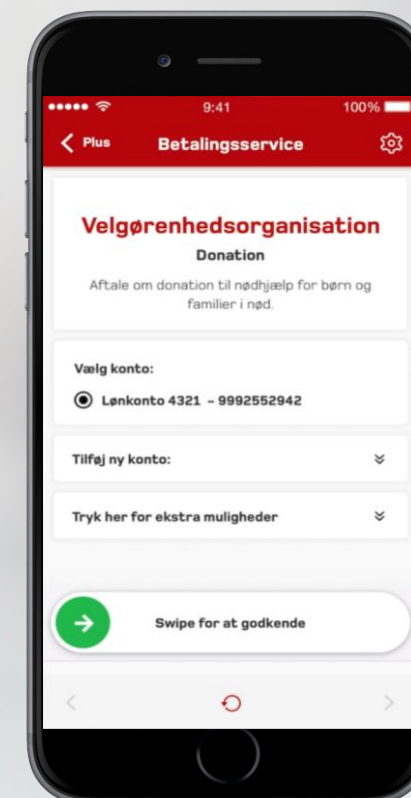 9:41
100%
Plus
Betalingsservice
Velgørenhedsorganisation
Donation
Aftale om donation til nødhjælp for børn og
familier i nød.
Vælg konto:
Lønkonto 4321 - 9992552942
Tilføj ny konto:
Tryk her for ekstra muligheder
Swipe for at godkende